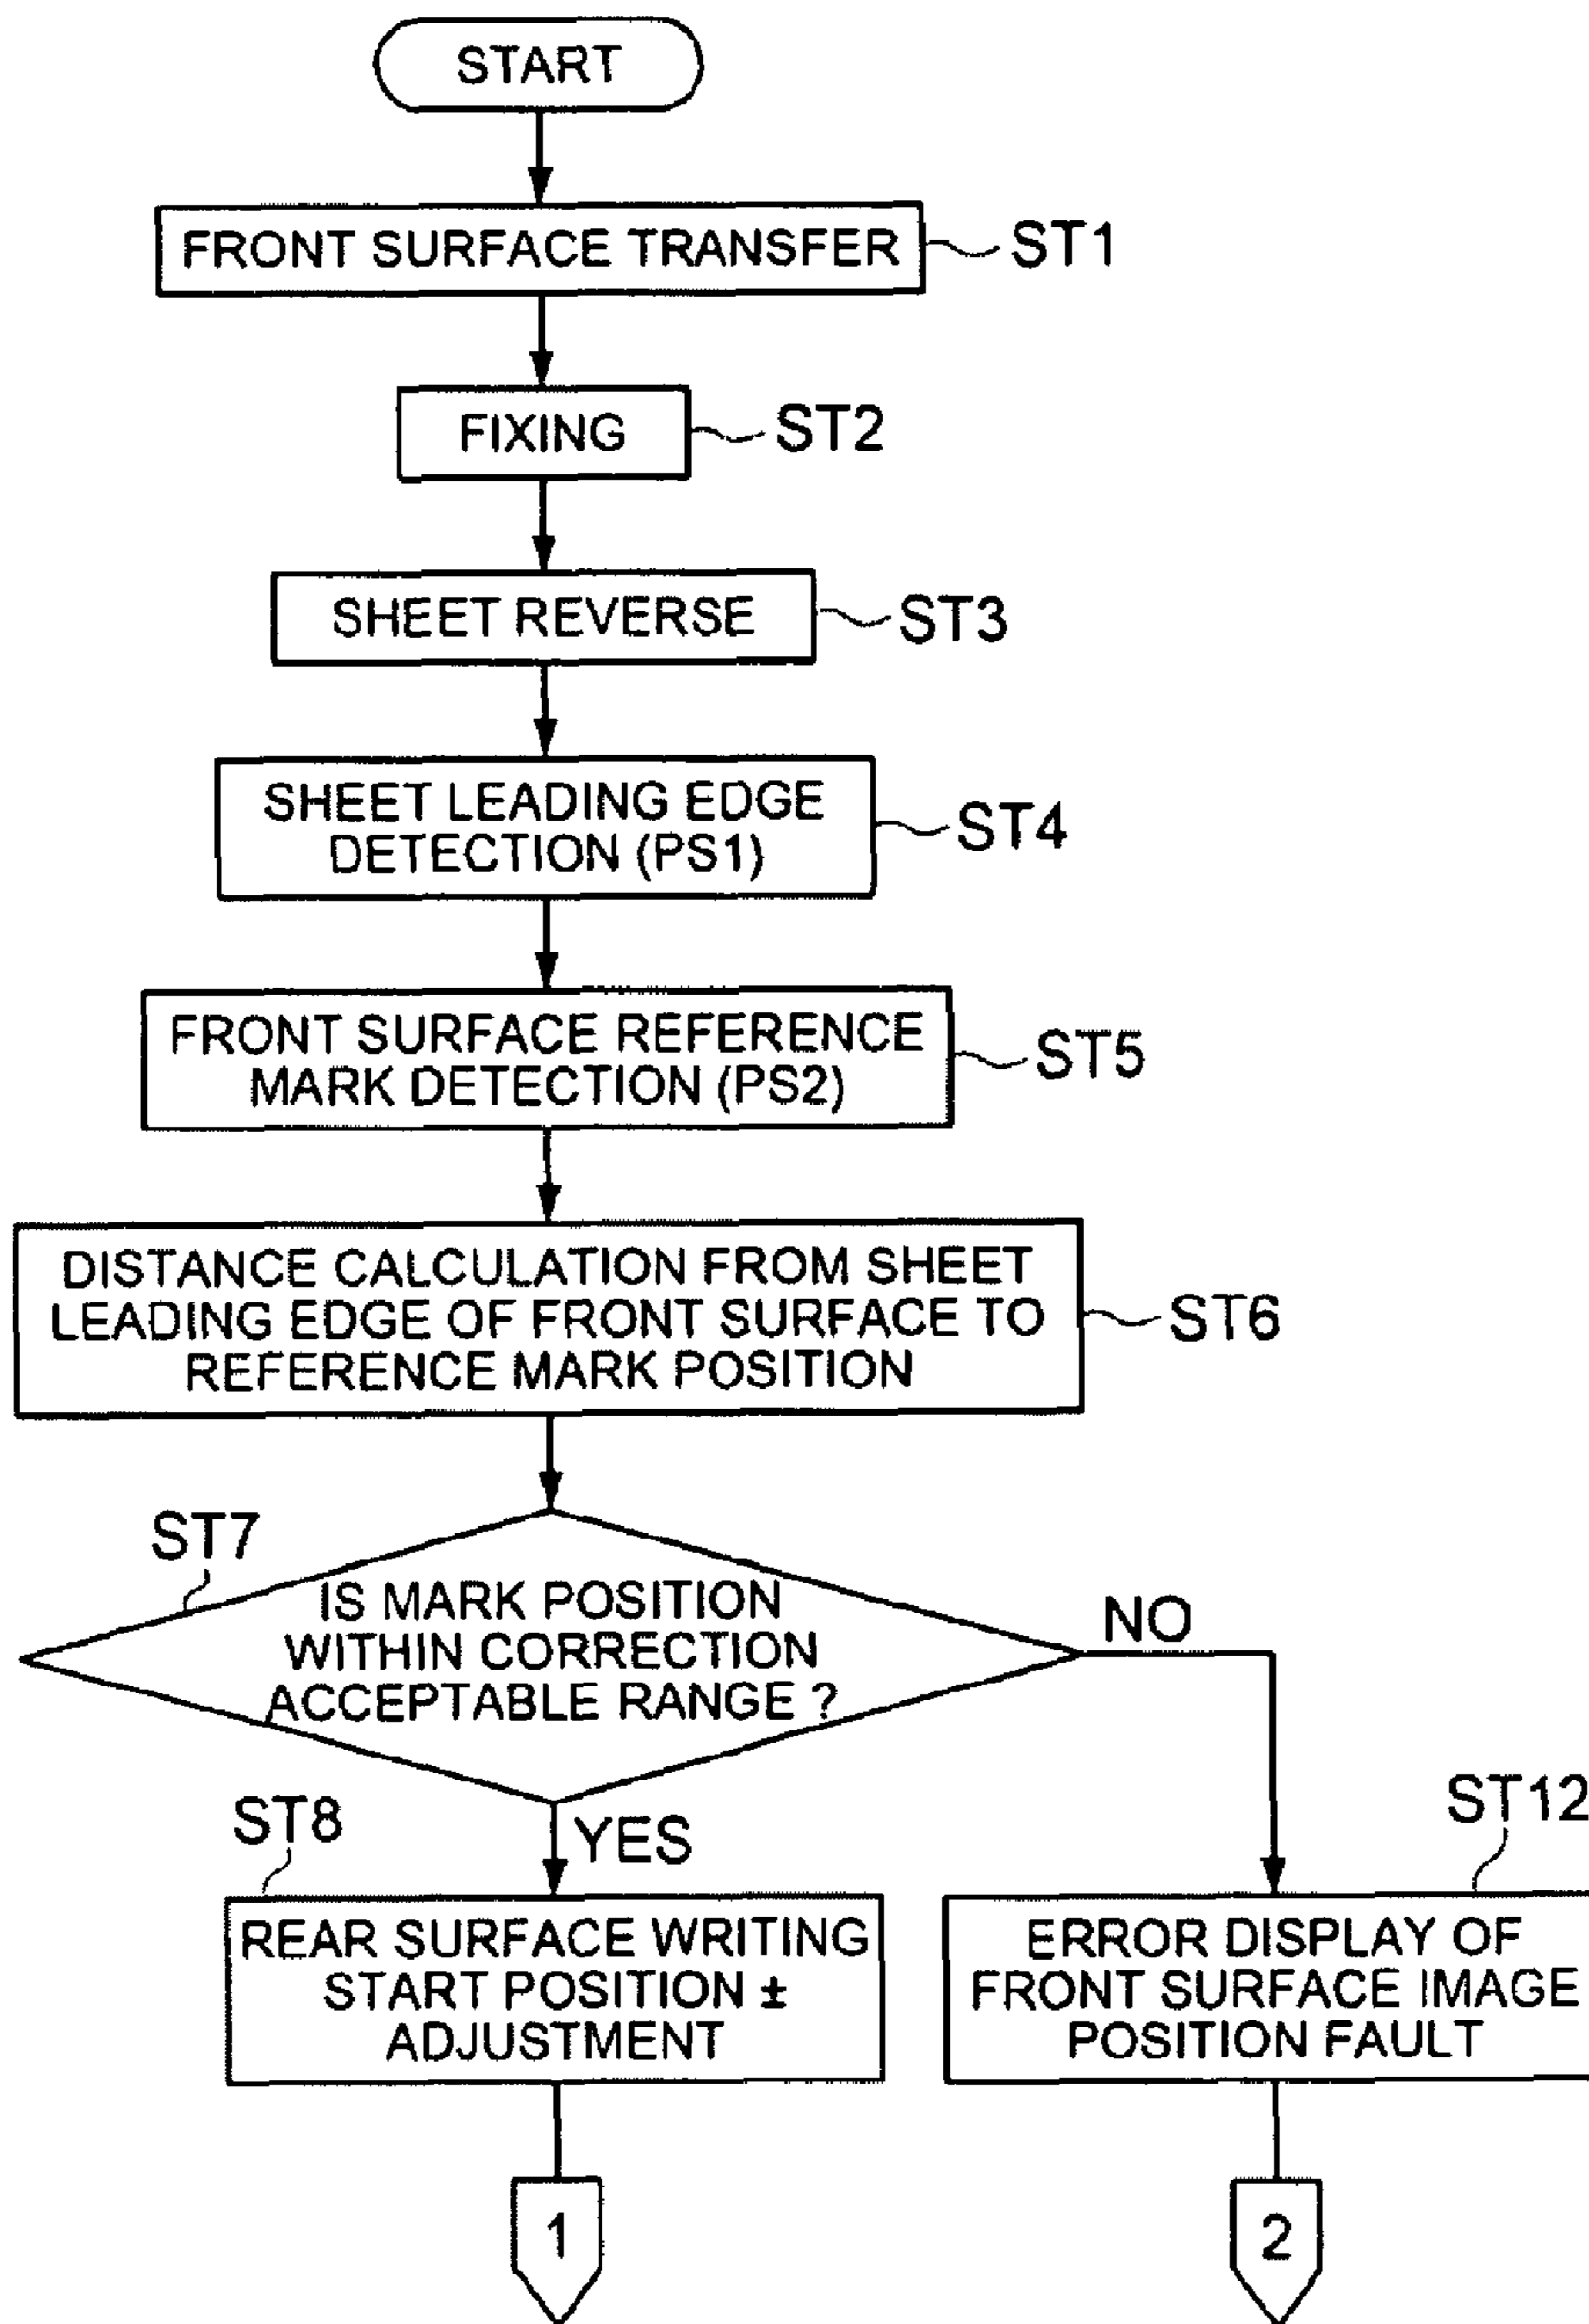 START
FRONT SURFACE TRANSFER
ST1
FIXING
ST2
SHEET REVERSE
ST3
SHEET LEADING EDGE
DETECTION (PS1)
ST4
FRONT SURFACE REFERENCE
MARK DETECTION (PS2)
ST5
DISTANCE CALCULATION FROM SHEET
LEADING EDGE OF FRONT SURFACE TO
REFERENCE MARK POSITION
ST6
ST7
IS MARK POSITION
WITHIN CORRECTION
ACCEPTABLE RANGE ?
NO
YES
ST8
REAR SURFACE WRITING
START POSITION ±
ADJUSTMENT
ST12
ERROR DISPLAY OF
FRONT SURFACE IMAGE
POSITION FAULT
1
2